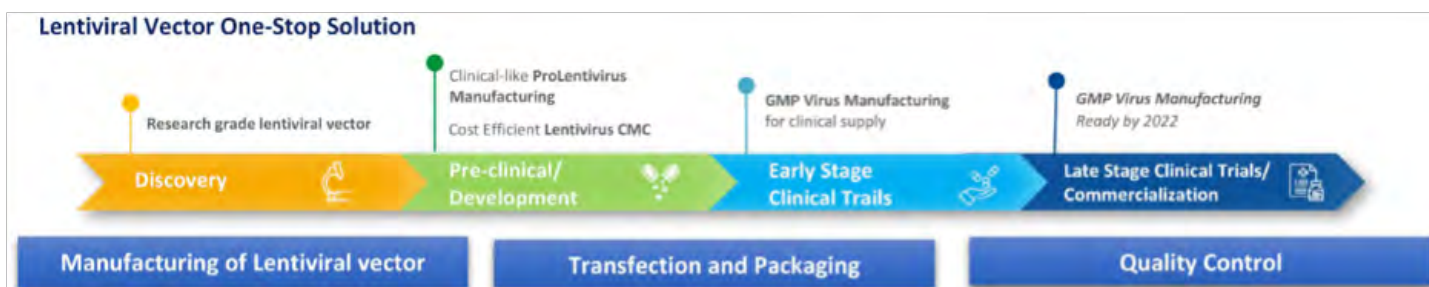 Lentiviral Vector One-Stop Solution
Research grade lentiviral vector
Clinical-like ProLentivirus
Manufacturing
Cost Efficient Lentivirus CMC
GMP Virus Manufacturing
for clinical supply
GMP Virus Manufacturing
Ready by 2022
Discovery
Pre-clinical/
Development
Early Stage
Clinical Trails
Late Stage Clinical Trials/
Commercialization
Manufacturing of Lentiviral vector
Transfection and Packaging
Quality Control